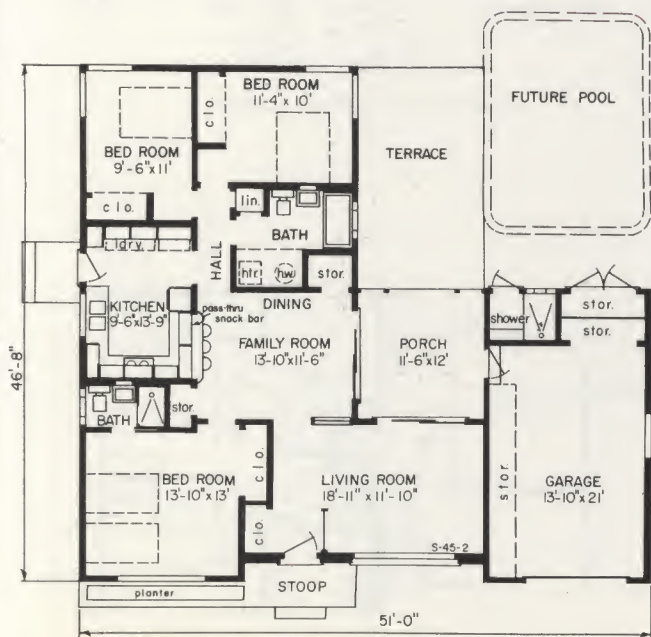 BED ROOM
11'-4" x 10'
clo.
BED ROOM
9'-6" x 11'
clo.
TERRACE
FUTURE POOL
lin.
BATH
ldry.
HALL
htr.
hw
stor.
KITCHEN
9'-6" x 13'-9"
pass-thru
snack bar
DINING
FAMILY ROOM
13'-10" x 11'-6"
PORCH
11'-6" x 12'
shower
stor.
stor.
46'-8"
BATH
stor.
BED ROOM
13'-10" x 13'
clo.
clo.
LIVING ROOM
18'-11" x 11'-10"
stor.
GARAGE
13'-10" x 21'
S-45-2
STOOP
planter
51'-0"